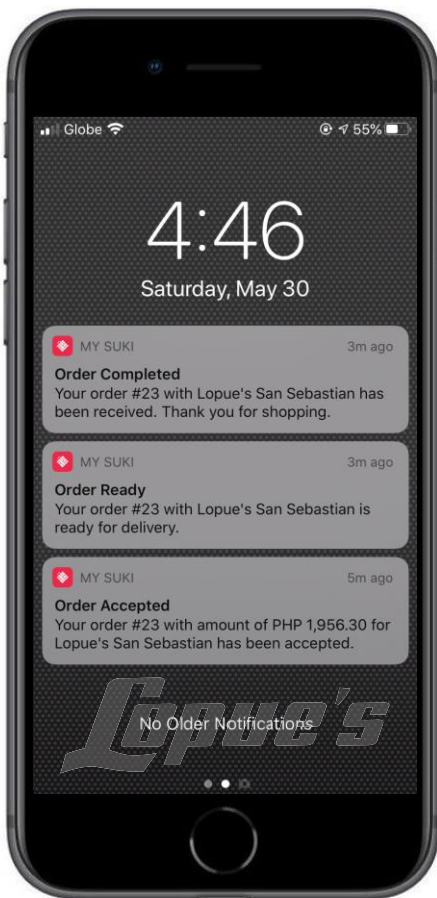 Globe
55%
4:46
Saturday, May 30
MY SUKI
3m ago
Order Completed
Your order #23 with Lopue's San Sebastian has
been received. Thank you for shopping.
MY SUKI
3m ago
Order Ready
Your order #23 with Lopue's San Sebastian is
ready for delivery.
MY SUKI
5m ago
Order Accepted
Your order #23 with amount of PHP 1,956.30 for
Lopue's San Sebastian has been accepted.
Lopue's
No Older Notifications